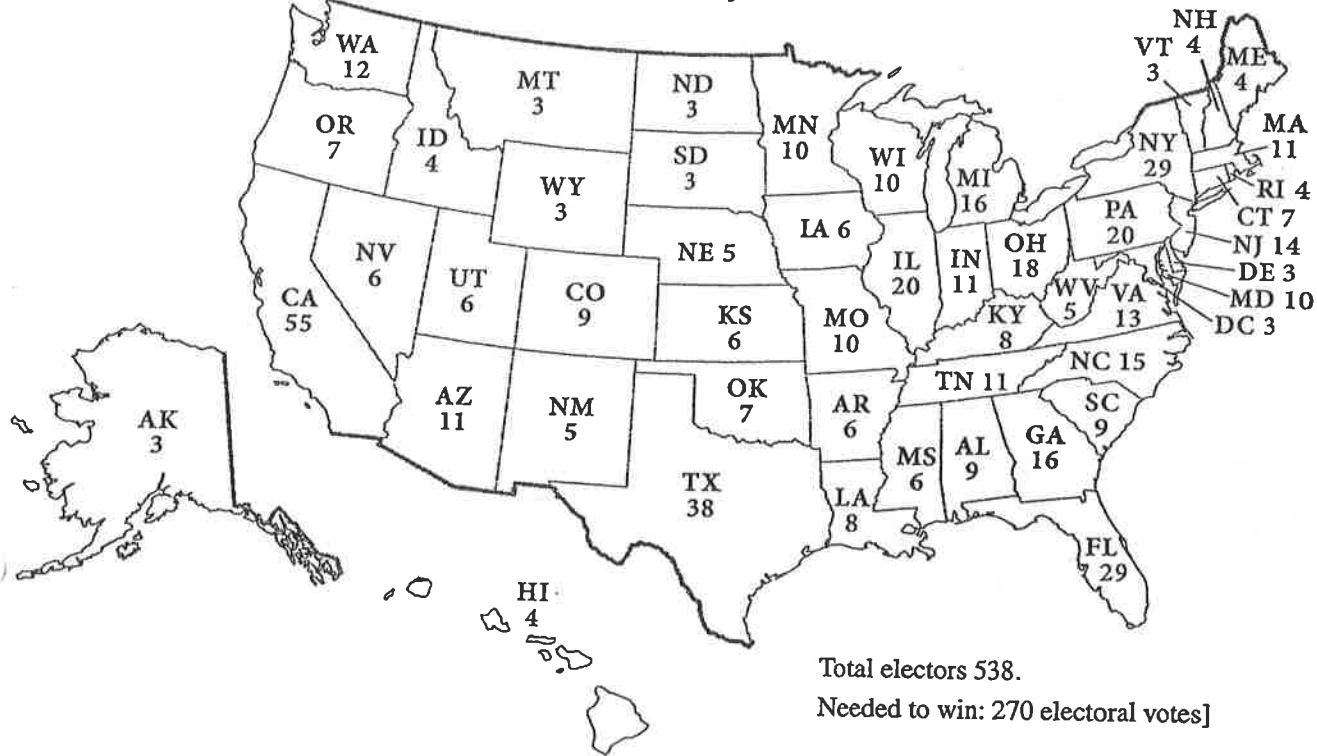 NH
4
VT
3
ME
4
WA
12
MT
3
ND
3
MN
10
OR
7
ID
4
SD
3
WI
10
MI
16
NY
29
MA
11
WY
3
RI 4
CT 7
PA
20
NJ 14
DE 3
MD 10
DC 3
IA 6
NE 5
NV
6
UT
6
CO
9
IL
20
IN
11
OH
18
WV
5
VA
13
CA
55
KS
6
MO
10
KY
8
NC 15
TN 11
AZ
11
NM
5
OK
7
AR
6
SC
9
AK
3
MS
6
AL
9
GA
16
TX
38
LA
8
FL
29
HI
4
Total electors 538.
Needed to win: 270 electoral votes]